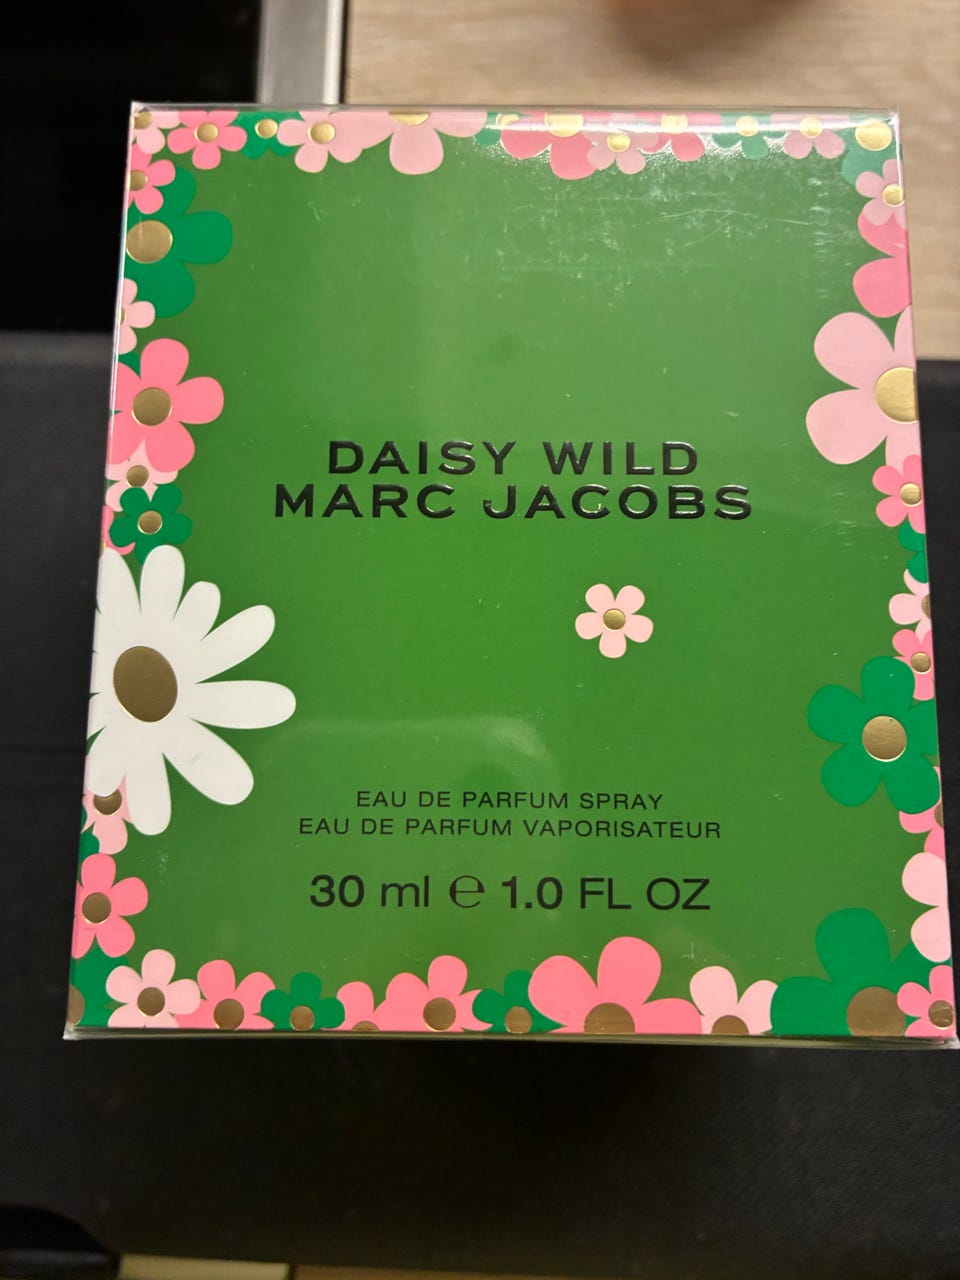 DAISY WILD
MARC JACOBS
EAU DE PARFUM SPRAY
EAU DE PARFUM VAPORISATEUR
30 ml ℮ 1.0 FL OZ